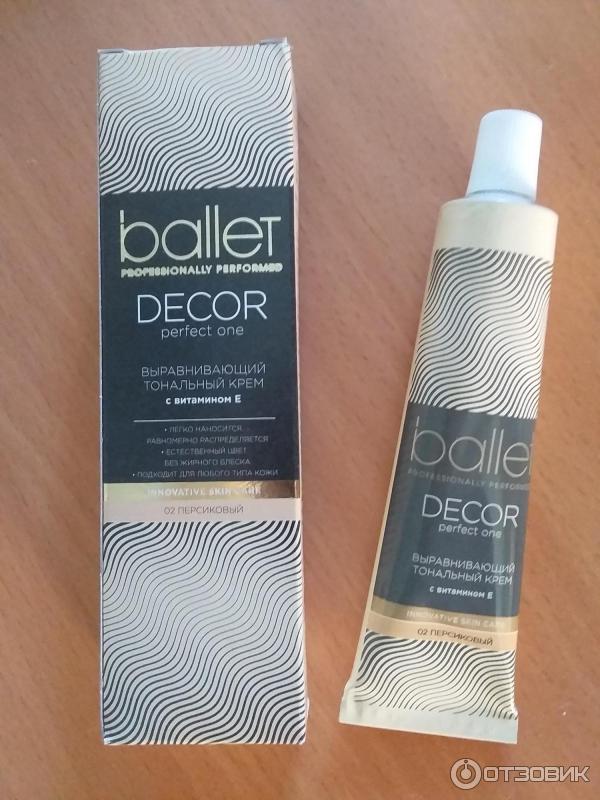 ballet
PROFESSIONALLY PERFORMED
DECOR
perfect one
ВЫРАВНИВАЮЩИЙ
ТОНАЛЬНЫЙ КРЕМ
с витамином Е
• ЛЕГКО НАНОСИТСЯ,
РАВНОМЕРНО РАСПРЕДЕЛЯЕТСЯ
• ЕСТЕСТВЕННЫЙ ЦВЕТ
БЕЗ ЖИРНОГО БЛЕСКА
• ПОДХОДИТ ДЛЯ ЛЮБОГО ТИПА КОЖИ
INNOVATIVE SKIN CARE
02 ПЕРСИКОВЫЙ
ballet
PROFESSIONALLY PERFORMED
DECOR
perfect one
ВЫРАВНИВАЮЩИЙ
ТОНАЛЬНЫЙ КРЕМ
с витамином Е
INNOVATIVE SKIN CARE
02 ПЕРСИКОВЫЙ
ОТЗОВИК